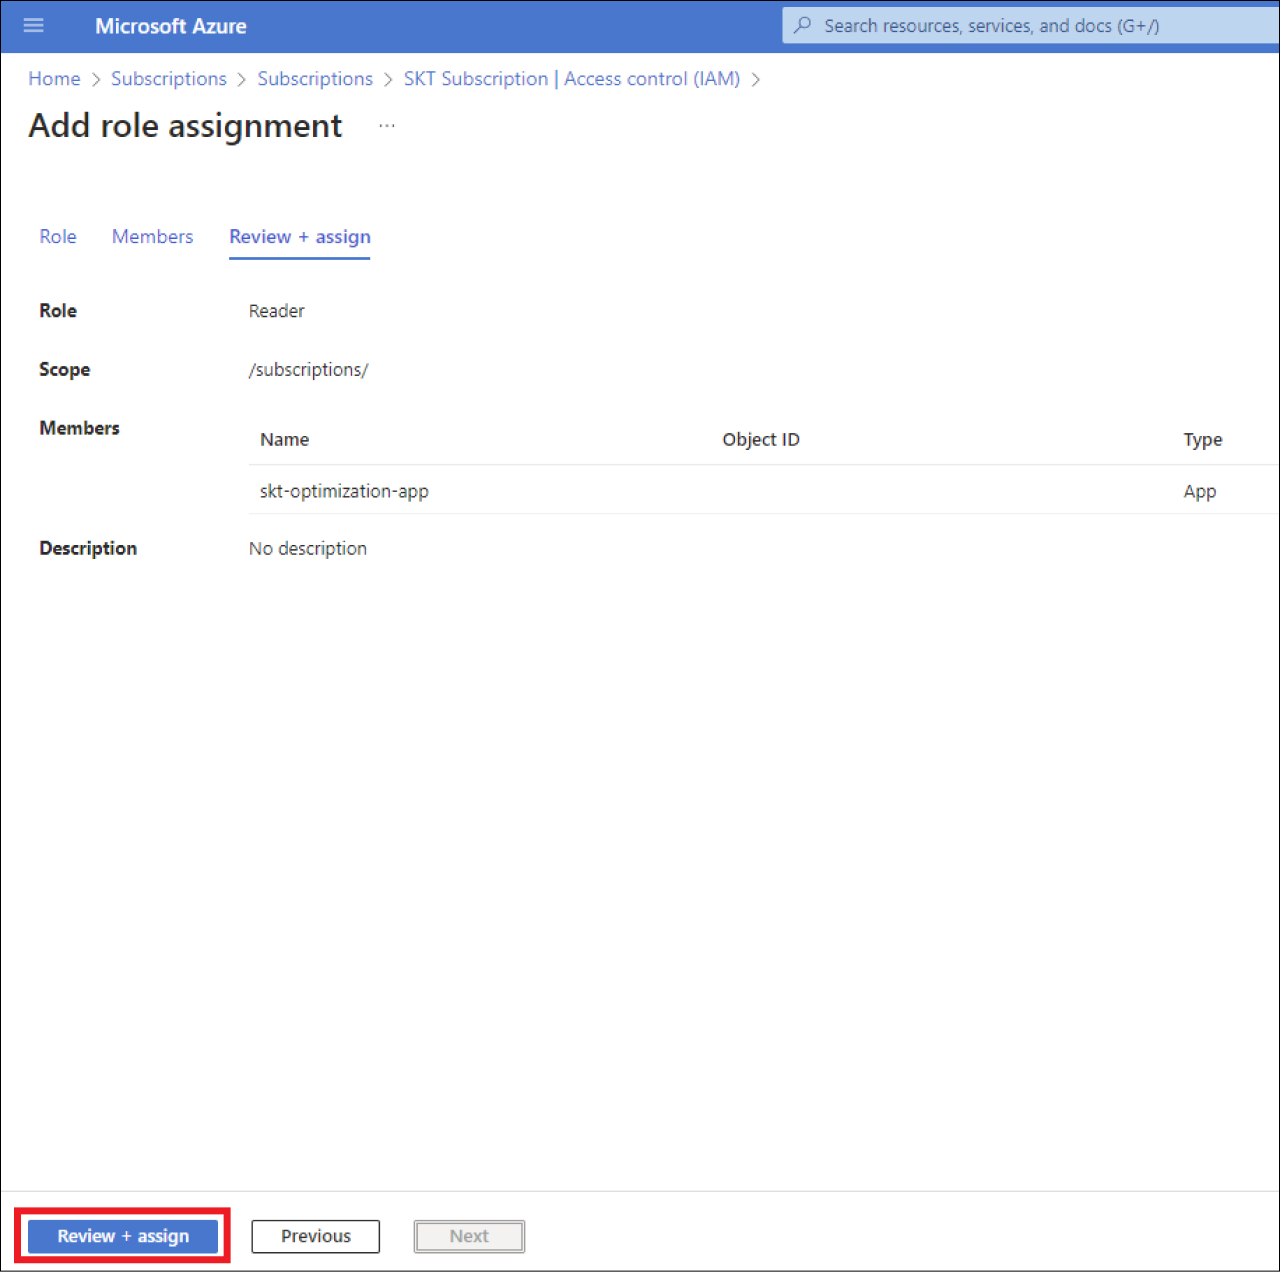 Microsoft Azure
Search resources, services, and docs (G+/)
Home > Subscriptions > Subscriptions > SKT Subscription | Access control (IAM) >
Add role assignment ...
Role Members Review + assign
Role Reader
Scope /subscriptions/
Members
Name Object ID Type
skt-optimization-app App
Description No description
Review + assign Previous Next